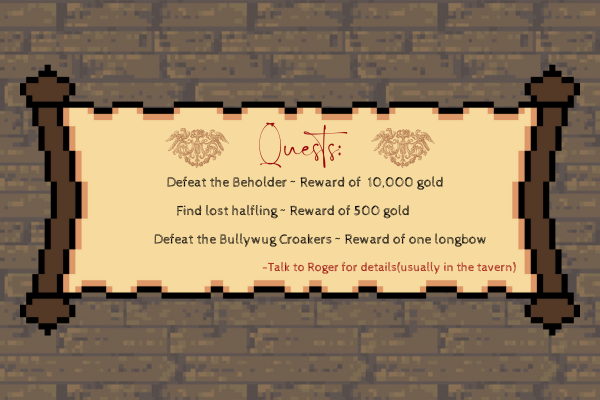 Quests:
Defeat the Beholder ~ Reward of 10,000 gold
Find lost halfling ~ Reward of 500 gold
Defeat the Bullywug Croakers ~ Reward of one longbow
~Talk to Roger for details(usually in the tavern)